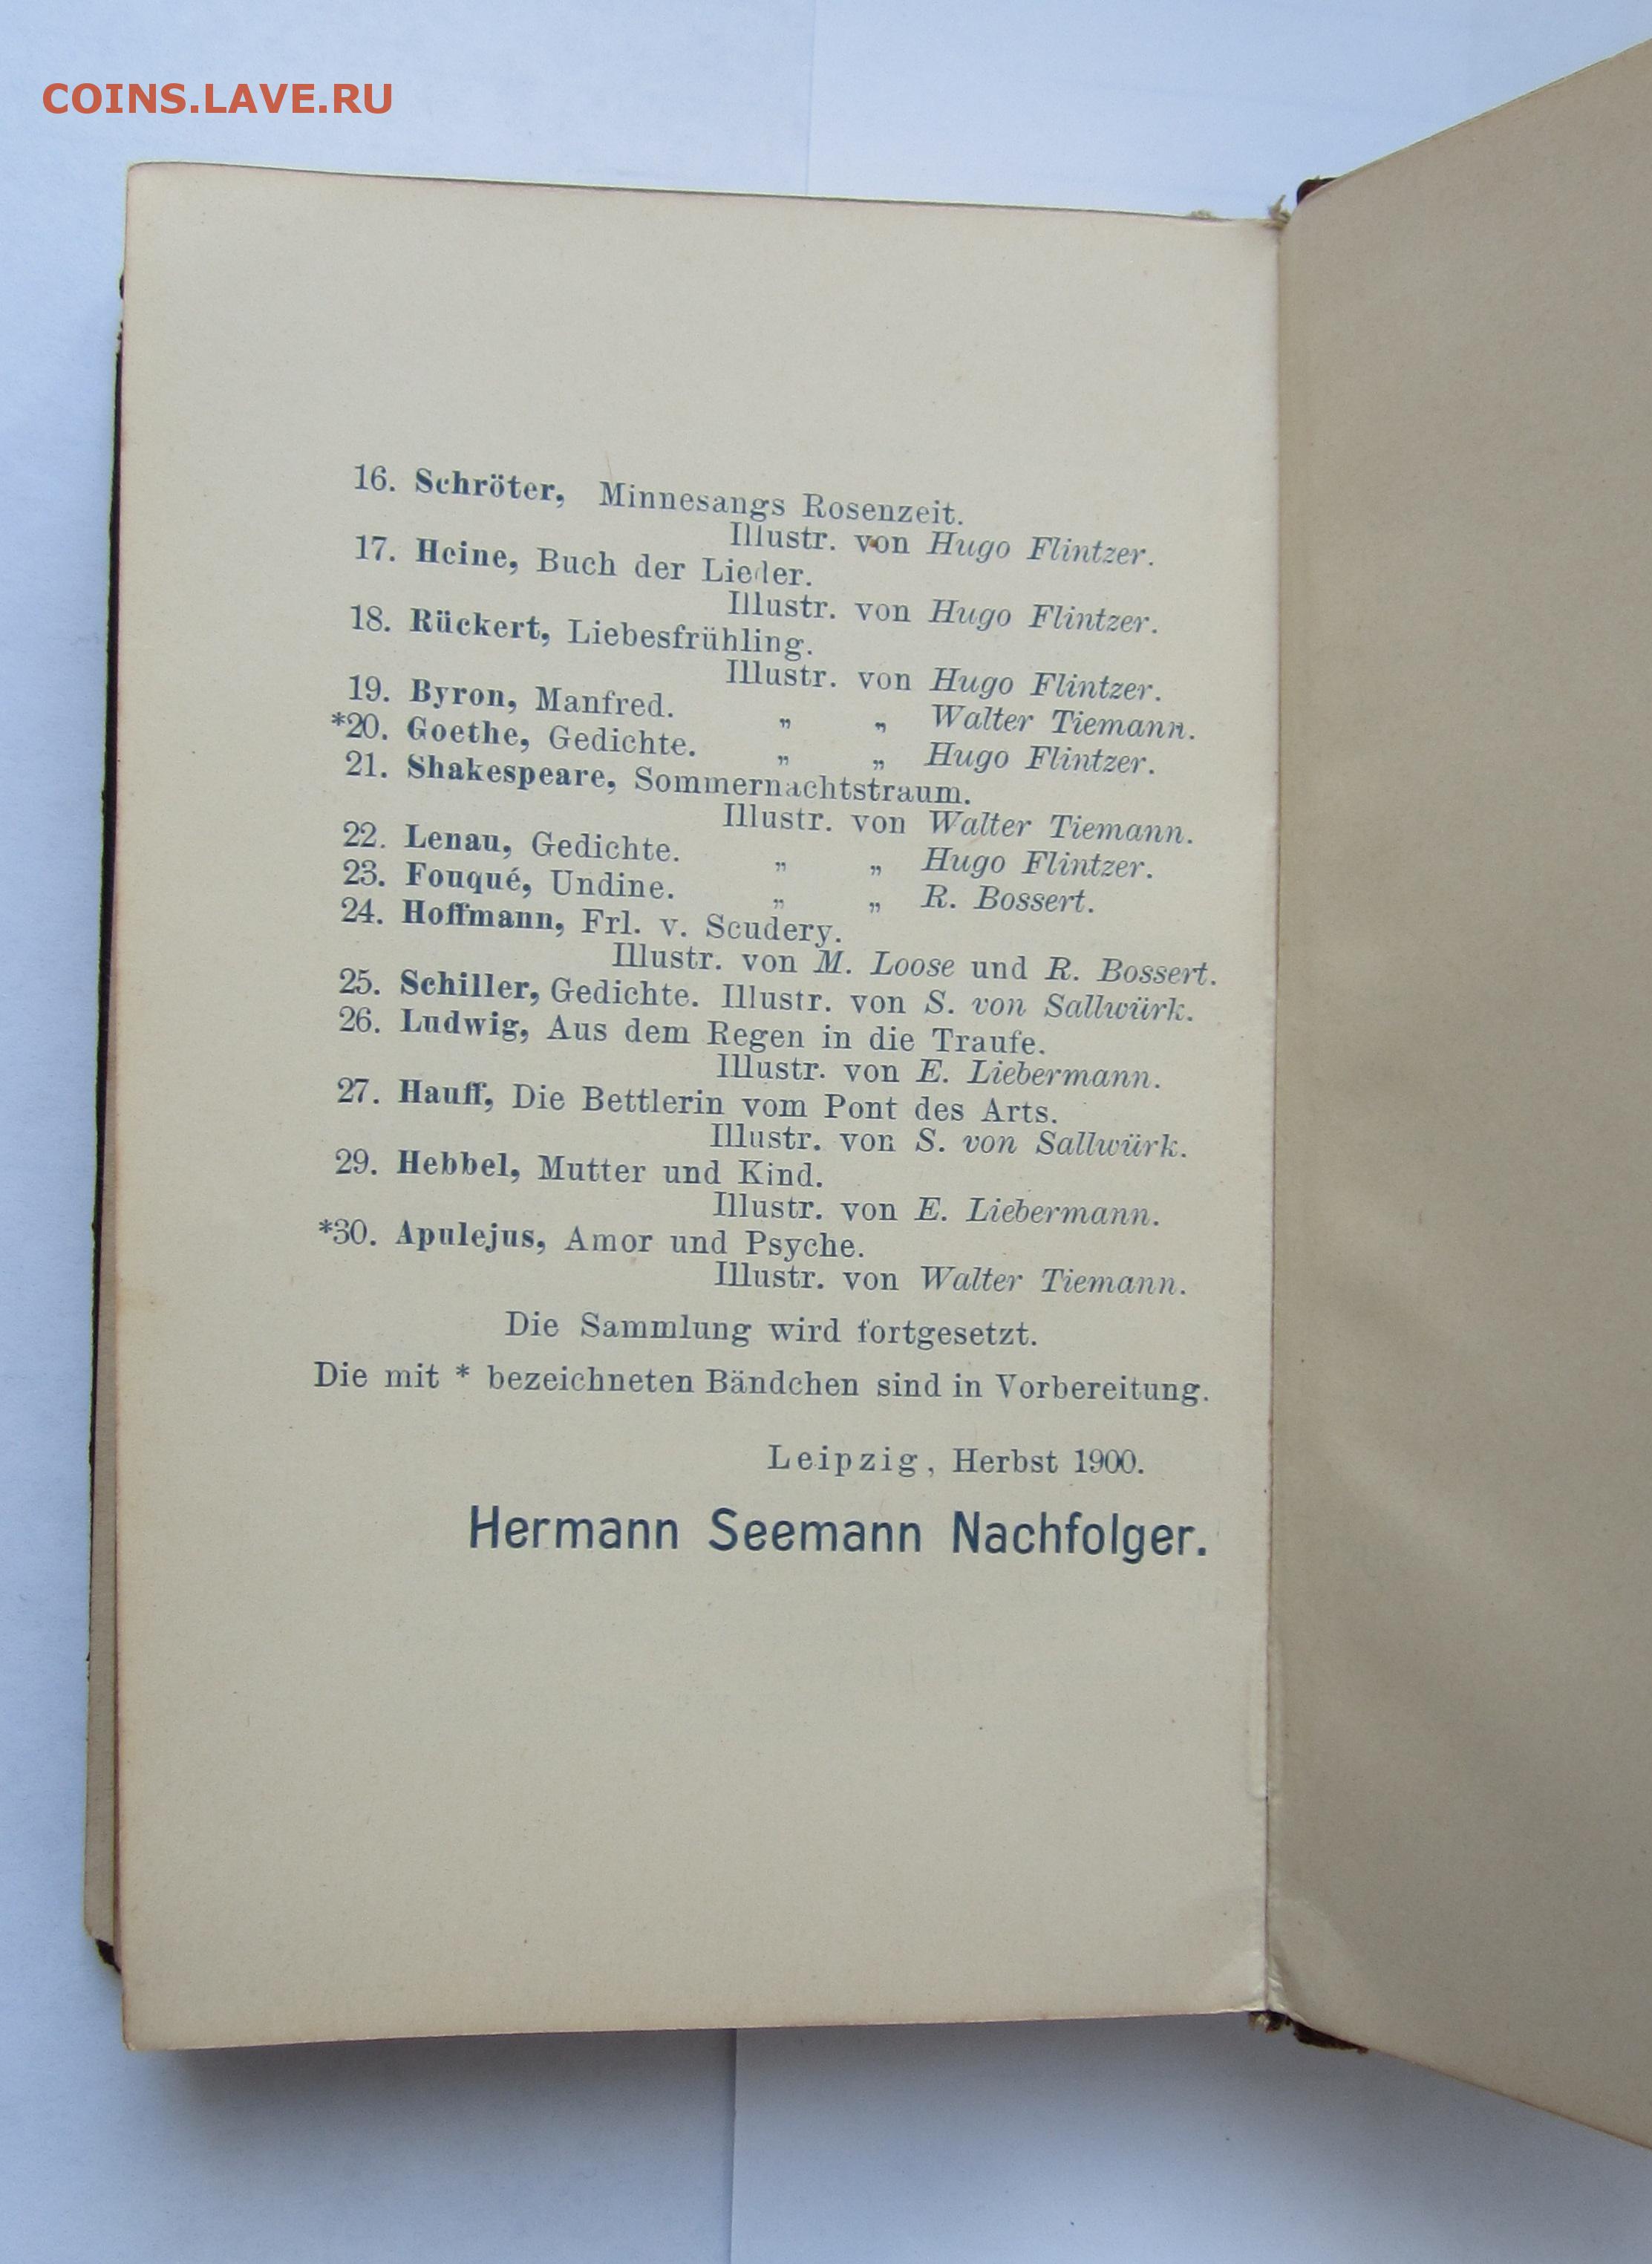 COINS.LAVE.RU
16. Schröter, Minnesangs Rosenzeit.
Illustr. von Hugo Flintzer.
17. Heine, Buch der Lieder.
Illustr. von Hugo Flintzer.
18. Rückert, Liebesfrühling.
Illustr. von Hugo Flintzer.
19. Byron, Manfred. „ „ Walter Tiemann.
*20. Goethe, Gedichte. „ „ Hugo Flintzer.
21. Shakespeare, Sommernachtstraum.
Illustr. von Walter Tiemann.
22. Lenau, Gedichte. „ „ Hugo Flintzer.
23. Fouqué, Undine. „ „ R. Bossert.
24. Hoffmann, Frl. v. Scudery.
Illustr. von M. Loose und R. Bossert.
25. Schiller, Gedichte. Illustr. von S. von Sallwürk.
26. Ludwig, Aus dem Regen in die Traufe.
Illustr. von E. Liebermann.
27. Hauff, Die Bettlerin vom Pont des Arts.
Illustr. von S. von Sallwürk.
29. Hebbel, Mutter und Kind.
Illustr. von E. Liebermann.
*30. Apulejus, Amor und Psyche.
Illustr. von Walter Tiemann.
Die Sammlung wird fortgesetzt.
Die mit * bezeichneten Bändchen sind in Vorbereitung.
Leipzig, Herbst 1900.
Hermann Seemann Nachfolger.